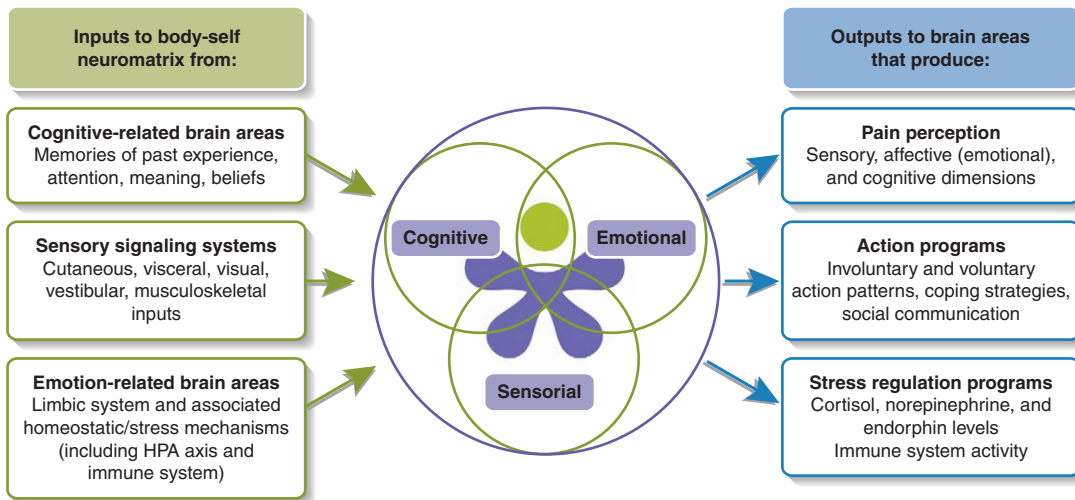 Inputs to body-self
neuromatrix from:
Cognitive-related brain areas
Memories of past experience,
attention, meaning, beliefs
Sensory signaling systems
Cutaneous, visceral, visual,
vestibular, musculoskeletal
inputs
Emotion-related brain areas
Limbic system and associated
homeostatic/stress mechanisms
(including HPA axis and
immune system)
Cognitive
Emotional
Sensorial
Outputs to brain areas
that produce:
Pain perception
Sensory, affective (emotional),
and cognitive dimensions
Action programs
Involuntary and voluntary
action patterns, coping strategies,
social communication
Stress regulation programs
Cortisol, norepinephrine, and
endorphin levels
Immune system activity